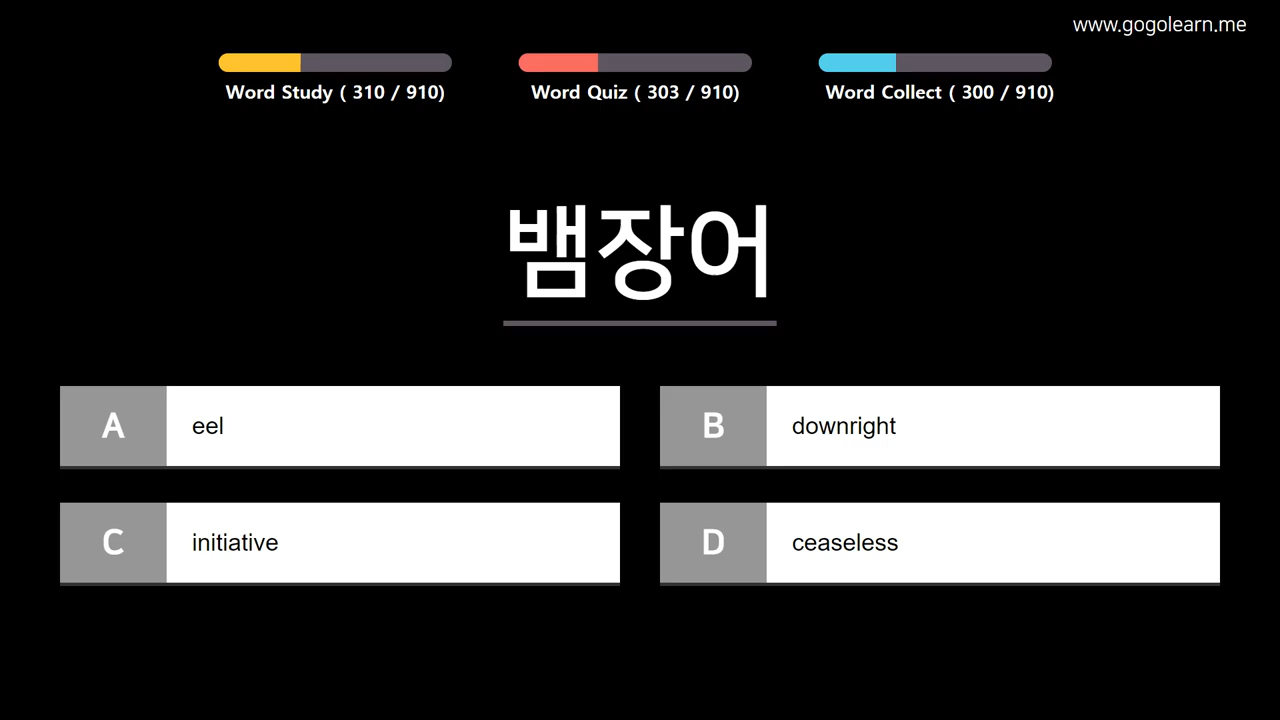 www.gogolearn.me
Word Study ( 310 / 910)
Word Quiz ( 303 / 910)
Word Collect ( 300 / 910)
뱀장어
A eel
B downright
C initiative
D ceaseless